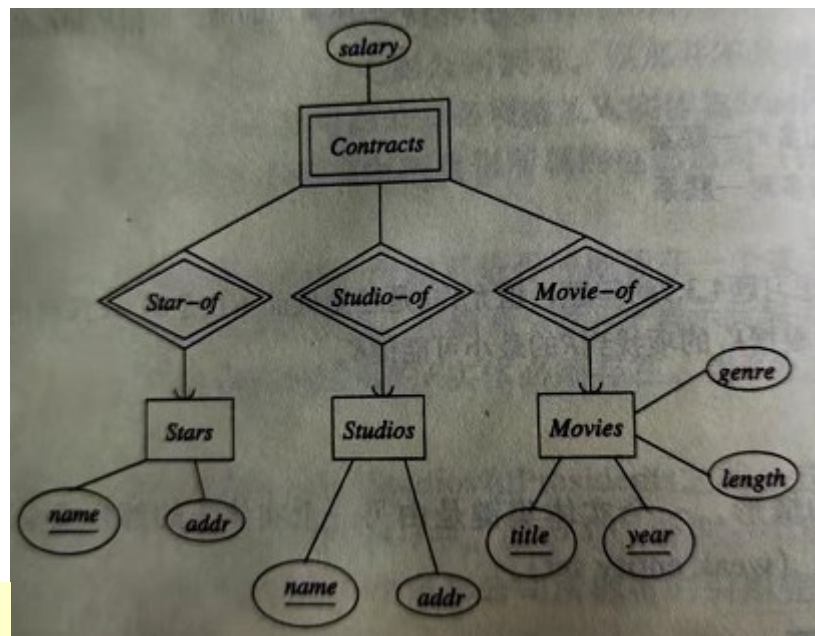 salary
Contracts
Star-of
Studio-of
Movie-of
Stars
Studios
Movies
genre
length
name
addr
name
addr
title
year